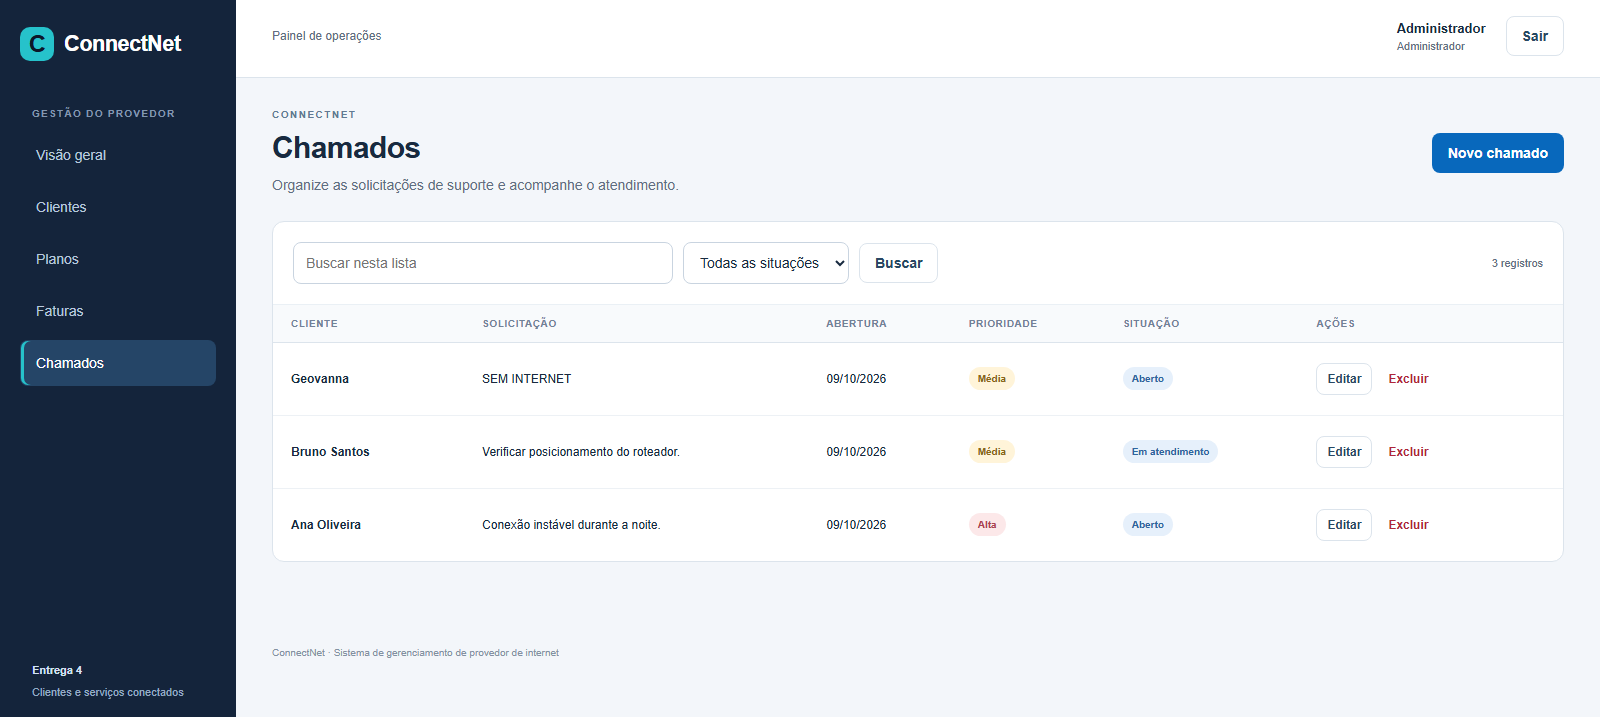 C ConnectNet
GESTÃO DO PROVEDOR
Visão geral
Clientes
Planos
Faturas
Chamados
Entrega 4
Clientes e serviços conectados
Painel de operações
Administrador
Administrador
Sair
CONNECTNET
Chamados
Organize as solicitações de suporte e acompanhe o atendimento.
Novo chamado
Buscar nesta lista Todas as situações Buscar 3 registros
CLIENTE SOLICITAÇÃO ABERTURA PRIORIDADE SITUAÇÃO AÇÕES
Geovanna SEM INTERNET 09/10/2026 Média Aberto Editar Excluir
Bruno Santos Verificar posicionamento do roteador. 09/10/2026 Média Em atendimento Editar Excluir
Ana Oliveira Conexão instável durante a noite. 09/10/2026 Alta Aberto Editar Excluir
ConnectNet · Sistema de gerenciamento de provedor de internet